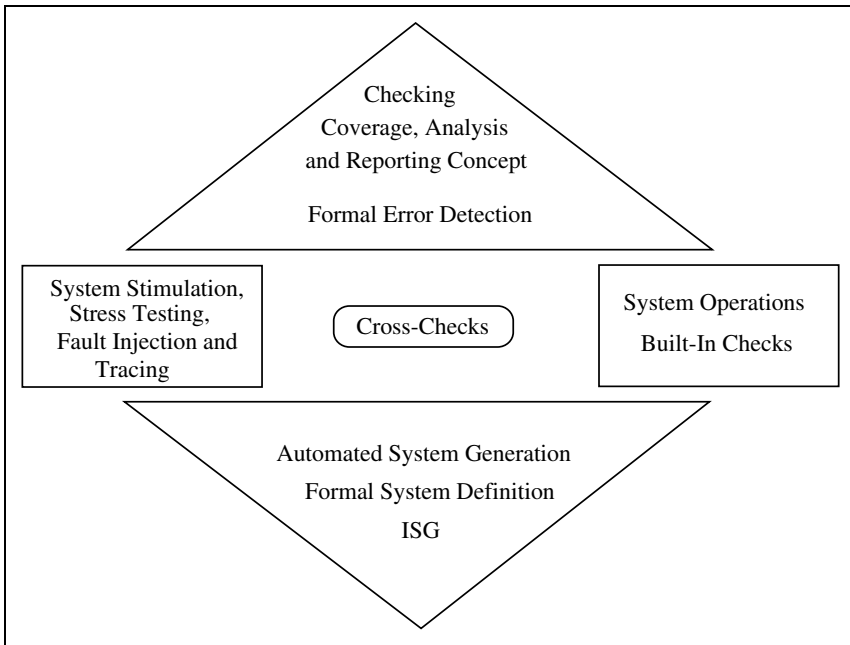 Checking
Coverage, Analysis
and Reporting Concept
Formal Error Detection
System Stimulation,
Stress Testing,
Fault Injection and
Tracing
Cross-Checks
System Operations
Built-In Checks
Automated System Generation
Formal System Definition
ISG